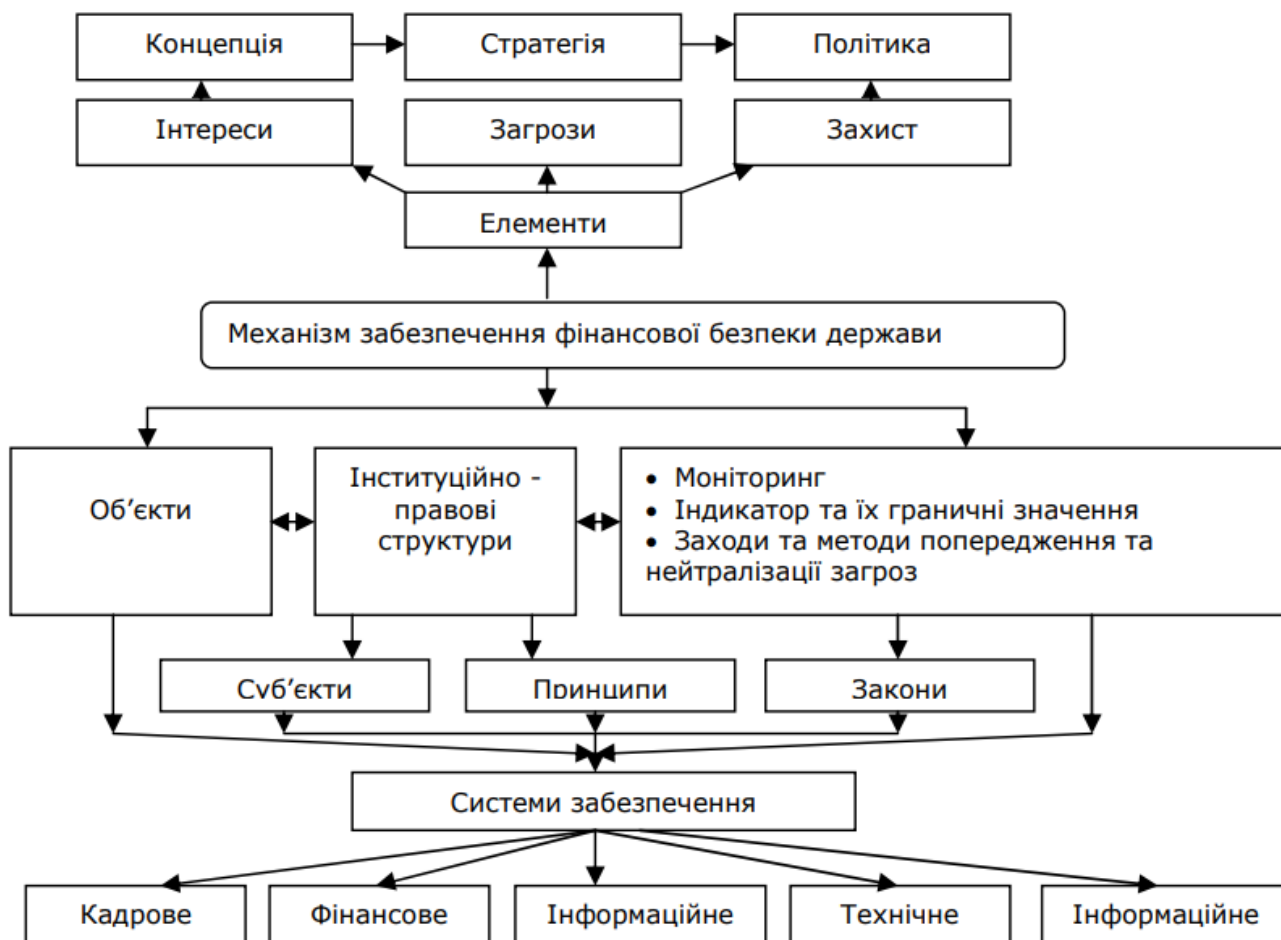 Концепція
Стратегія
Політика
Інтереси
Загрози
Захист
Елементи
Механізм забезпечення фінансової безпеки держави
Об’єкти
Інституційно -
правові
структури
• Моніторинг
• Індикатор та їх граничні значення
• Заходи та методи попередження та
нейтралізації загроз
Суб’єкти
Принципи
Закони
Системи забезпечення
Кадрове
Фінансове
Інформаційне
Технічне
Інформаційне